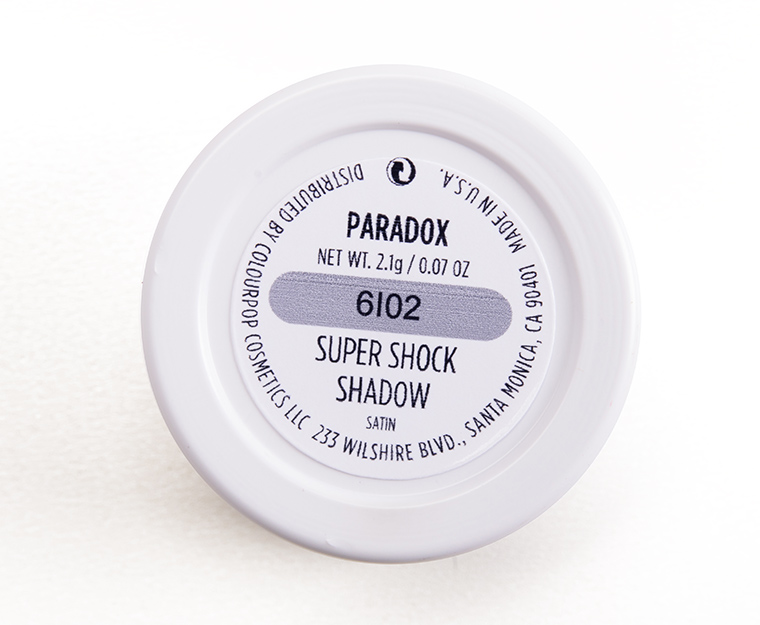 PARADOX
NET WT. 2.1g / 0.07 OZ
6I02
SUPER SHOCK
SHADOW
SATIN
DISTRIBUTED BY COLOURPOP COSMETICS LLC 233 WILSHIRE BLVD., SANTA MONICA, CA 90401 MADE IN U.S.A.